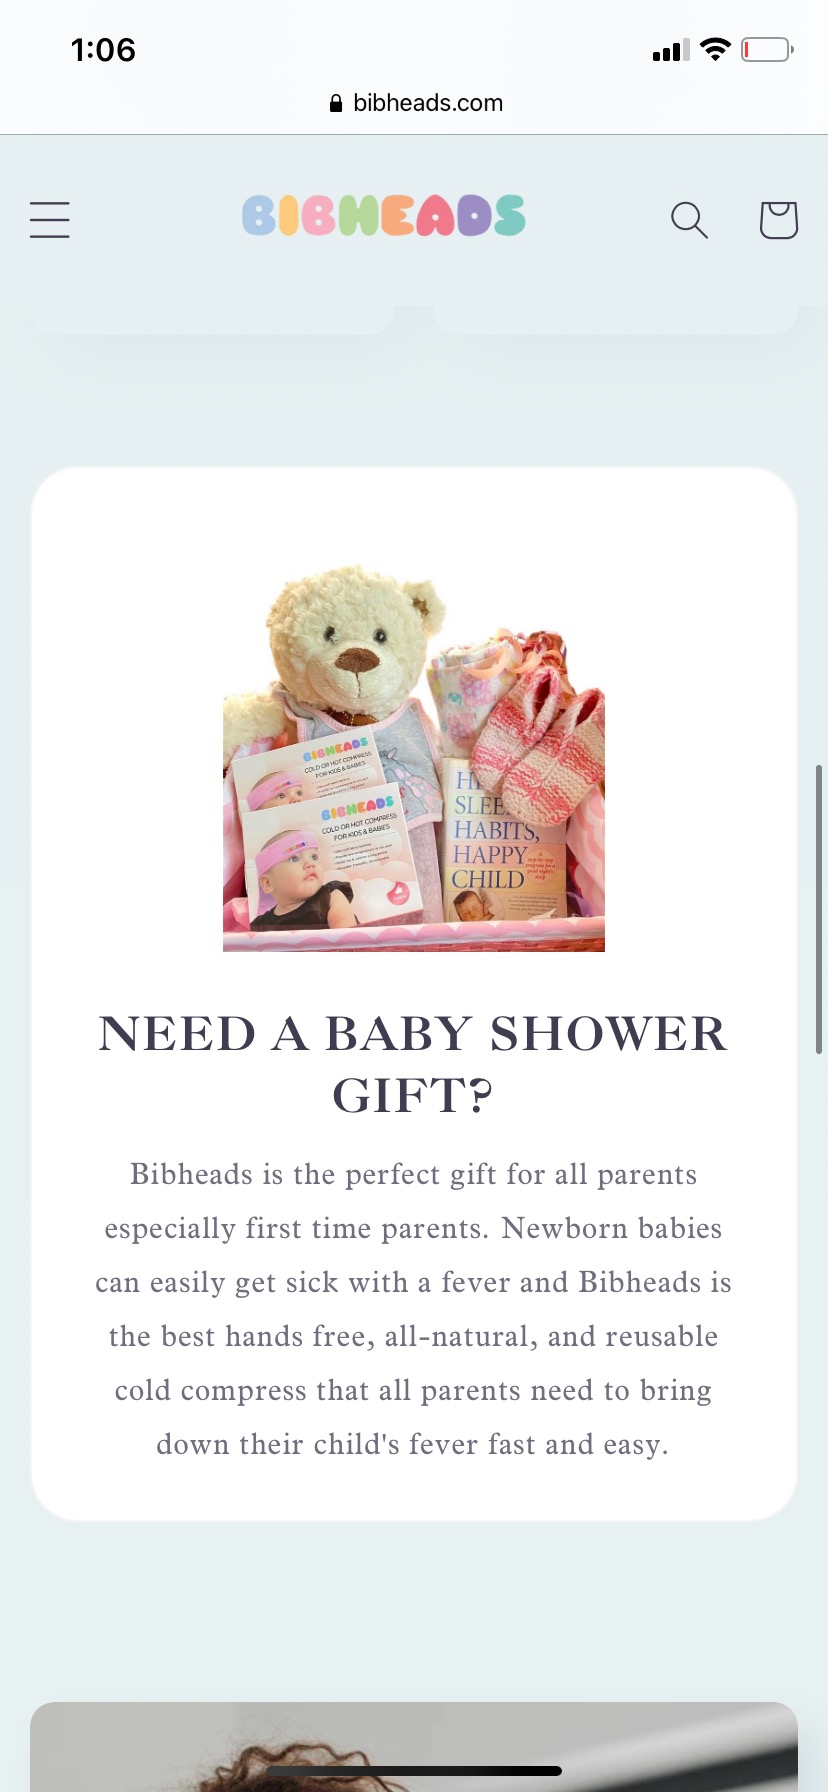 1:06
bibheads.com
BIBHEADS
BIBHEADS
COLD OR HOT COMPRESS
FOR KIDS & BABIES
BIBHEADS
COLD OR HOT COMPRESS
FOR KIDS & BABIES
SLEE
HABITS,
HAPPY
CHILD
NEED A BABY SHOWER
GIFT?
Bibheads is the perfect gift for all parents
especially first time parents. Newborn babies
can easily get sick with a fever and Bibheads is
the best hands free, all-natural, and reusable
cold compress that all parents need to bring
down their child's fever fast and easy.